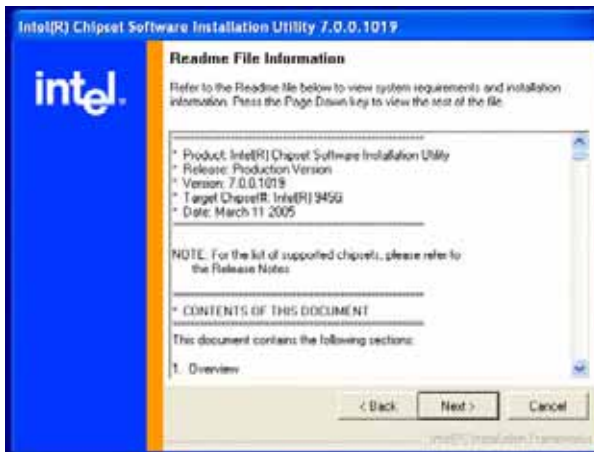 Intel(R) Chipset Software Installation Utility 7.0.0.1019
intel.
Readme File Information
Refer to the Readme file below to view system requirements and installation
information. Press the Page Down key to view the rest of the file.
************************************************
* Product: Intel(R) Chipset Software Installation Utility
* Release: Production Version
* Version: 7.0.0.1019
* Target Chipset#: Intel(R) 945G
* Date: March 11 2005
************************************************
NOTE: For the list of supported chipsets, please refer to
the Release Notes
************************************************
* CONTENTS OF THIS DOCUMENT
************************************************
This document contains the following sections:
1. Overview
< Back
Next >
Cancel
Intel(R) Installation Framework